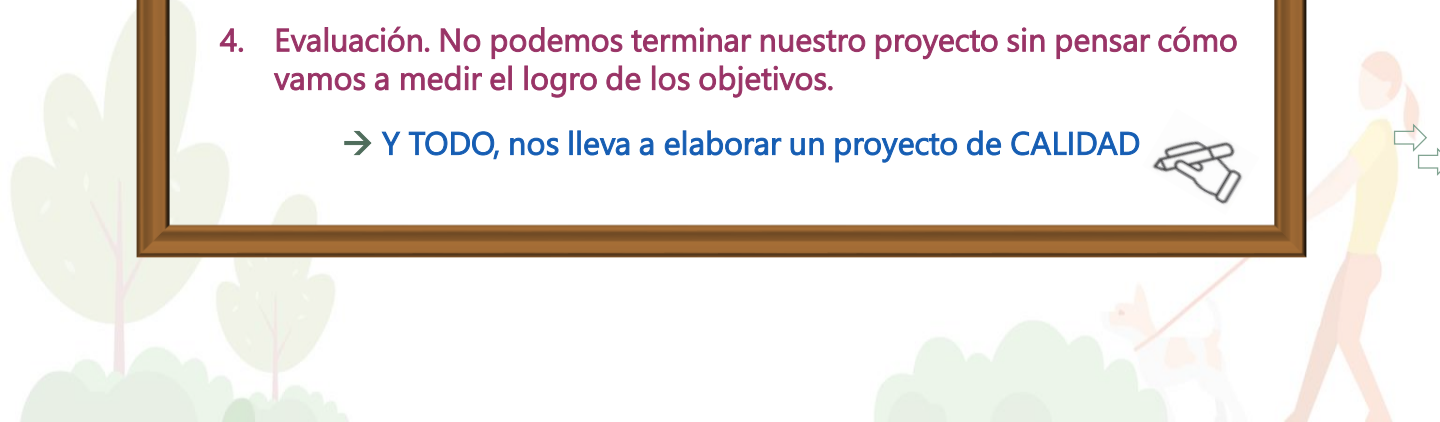 4. Evaluación. No podemos terminar nuestro proyecto sin pensar cómo
vamos a medir el logro de los objetivos.
→ Y TODO, nos lleva a elaborar un proyecto de CALIDAD